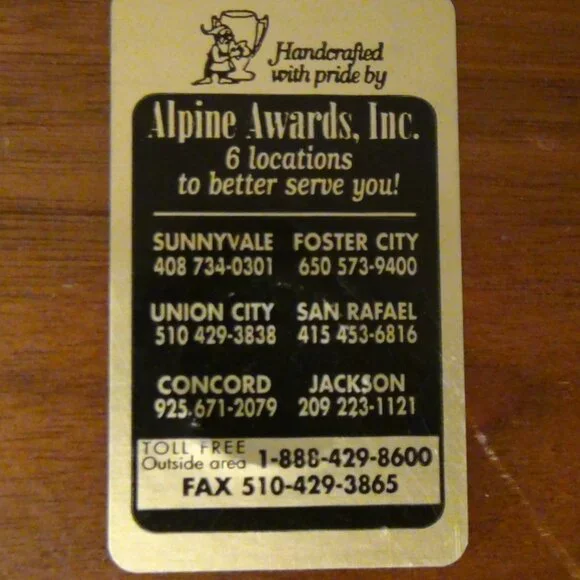 Handcrafted
with pride by
Alpine Awards, Inc.
6 locations
to better serve you!
SUNNYVALE FOSTER CITY
408 734-0301 650 573-9400
UNION CITY SAN RAFAEL
510 429-3838 415 453-6816
CONCORD JACKSON
925.671-2079 209 223-1121
TOLL FREE
Outside area 1-888-429-8600
FAX 510-429-3865